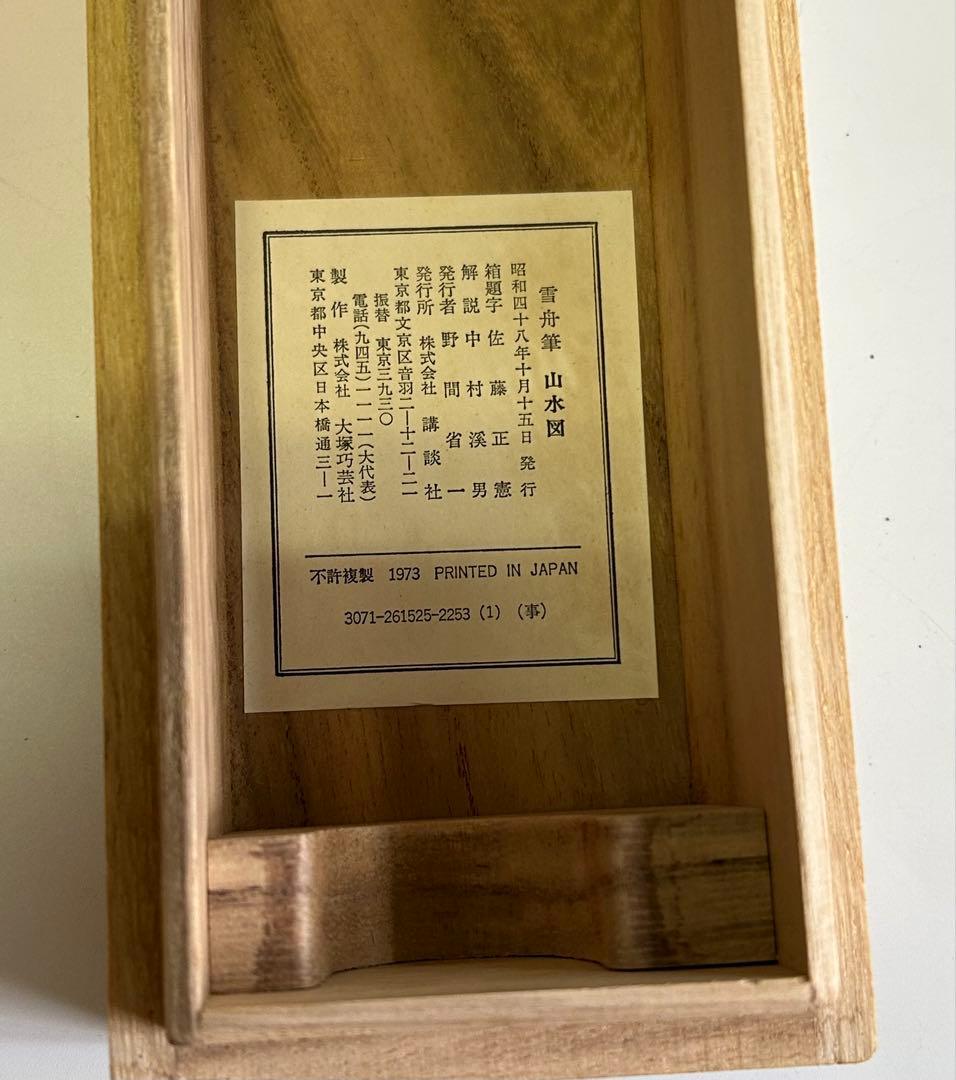 雪舟筆 山水図
昭和四十八年十月十五日 発行
箱題字 佐藤正憲
解説 中村溪男
発行者 野間省一
発行所 株式会社 講談社
東京都文京区音羽二―十二―二一
振替 東京三九三〇
電話(九四五)一一一一(大代表)
製作 株式会社 大塚巧芸社
東京都中央区日本橋通三―一
不許複製 1973 PRINTED IN JAPAN
3071-261525-2253 (1) (事)